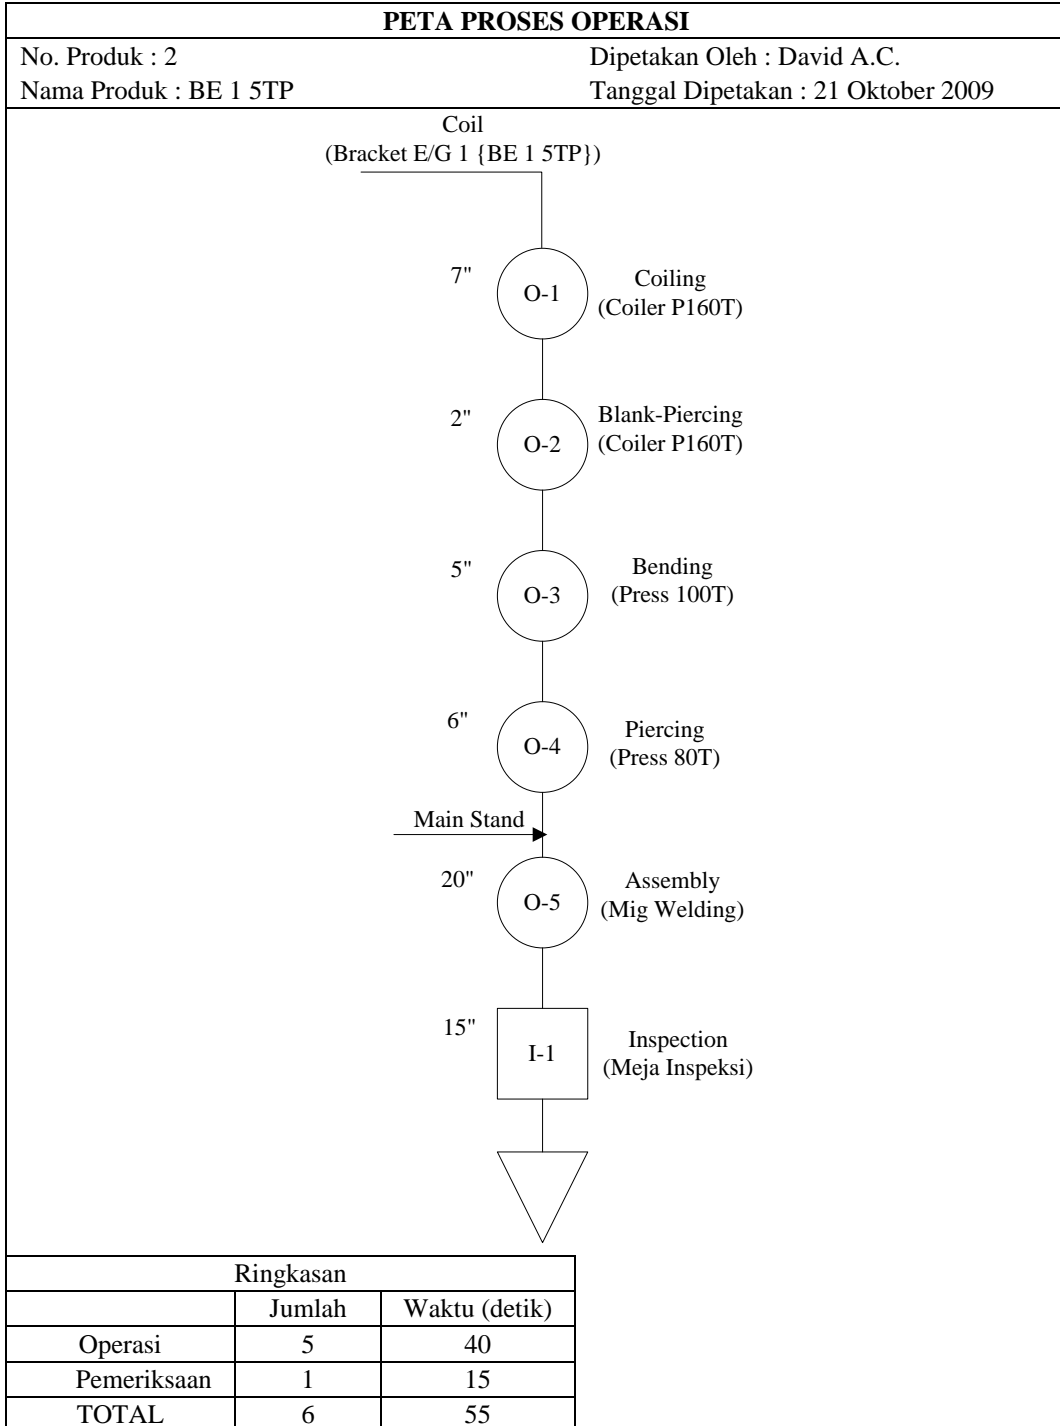 PETA PROSES OPERASI
No. Produk : 2
Dipetakan Oleh : David A.C.
Nama Produk : BE 1 5TP
Tanggal Dipetakan : 21 Oktober 2009
Coil
(Bracket E/G 1 {BE 1 5TP})
7"
O-1
Coiling
(Coiler P160T)
2"
O-2
Blank-Piercing
(Coiler P160T)
5"
O-3
Bending
(Press 100T)
6"
O-4
Piercing
(Press 80T)
Main Stand
20"
O-5
Assembly
(Mig Welding)
15"
I-1
Inspection
(Meja Inspeksi)
Ringkasan
Jumlah Waktu (detik)
Operasi 5 40
Pemeriksaan 1 15
TOTAL 6 55